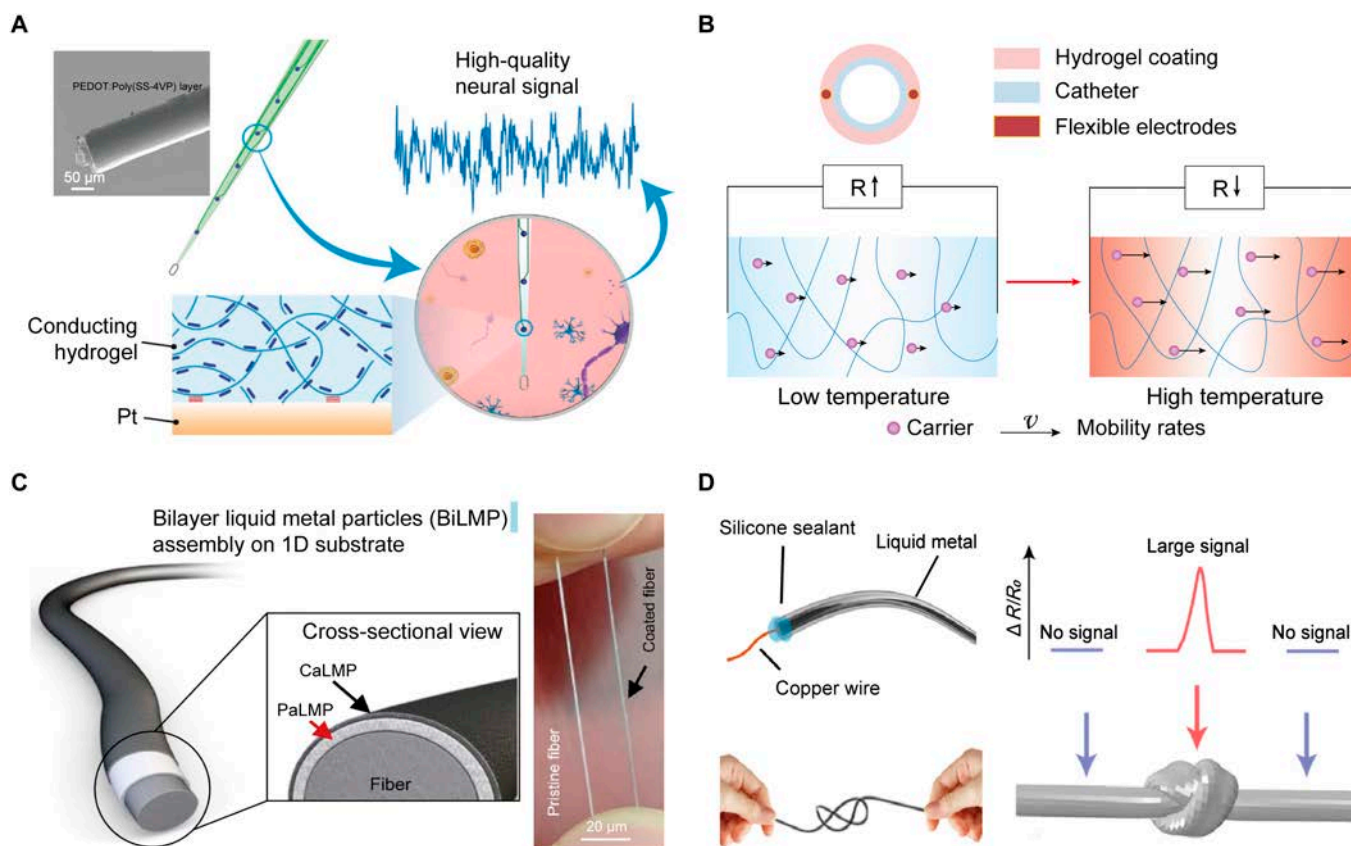 A
PEDOT:Poly(SS-4VP) layer
50 μm
High-quality
neural signal
Conducting
hydrogel
Pt
B
Hydrogel coating
Catheter
Flexible electrodes
R↑
R↓
Low temperature
High temperature
Carrier
v
Mobility rates
C
Bilayer liquid metal particles (BiLMP)
assembly on 1D substrate
Cross-sectional view
CaLMP
PaLMP
Fiber
Pristine fiber
Coated fiber
20 μm
D
Silicone sealant
Liquid metal
Copper wire
Δ R/R₀
Large signal
No signal
No signal